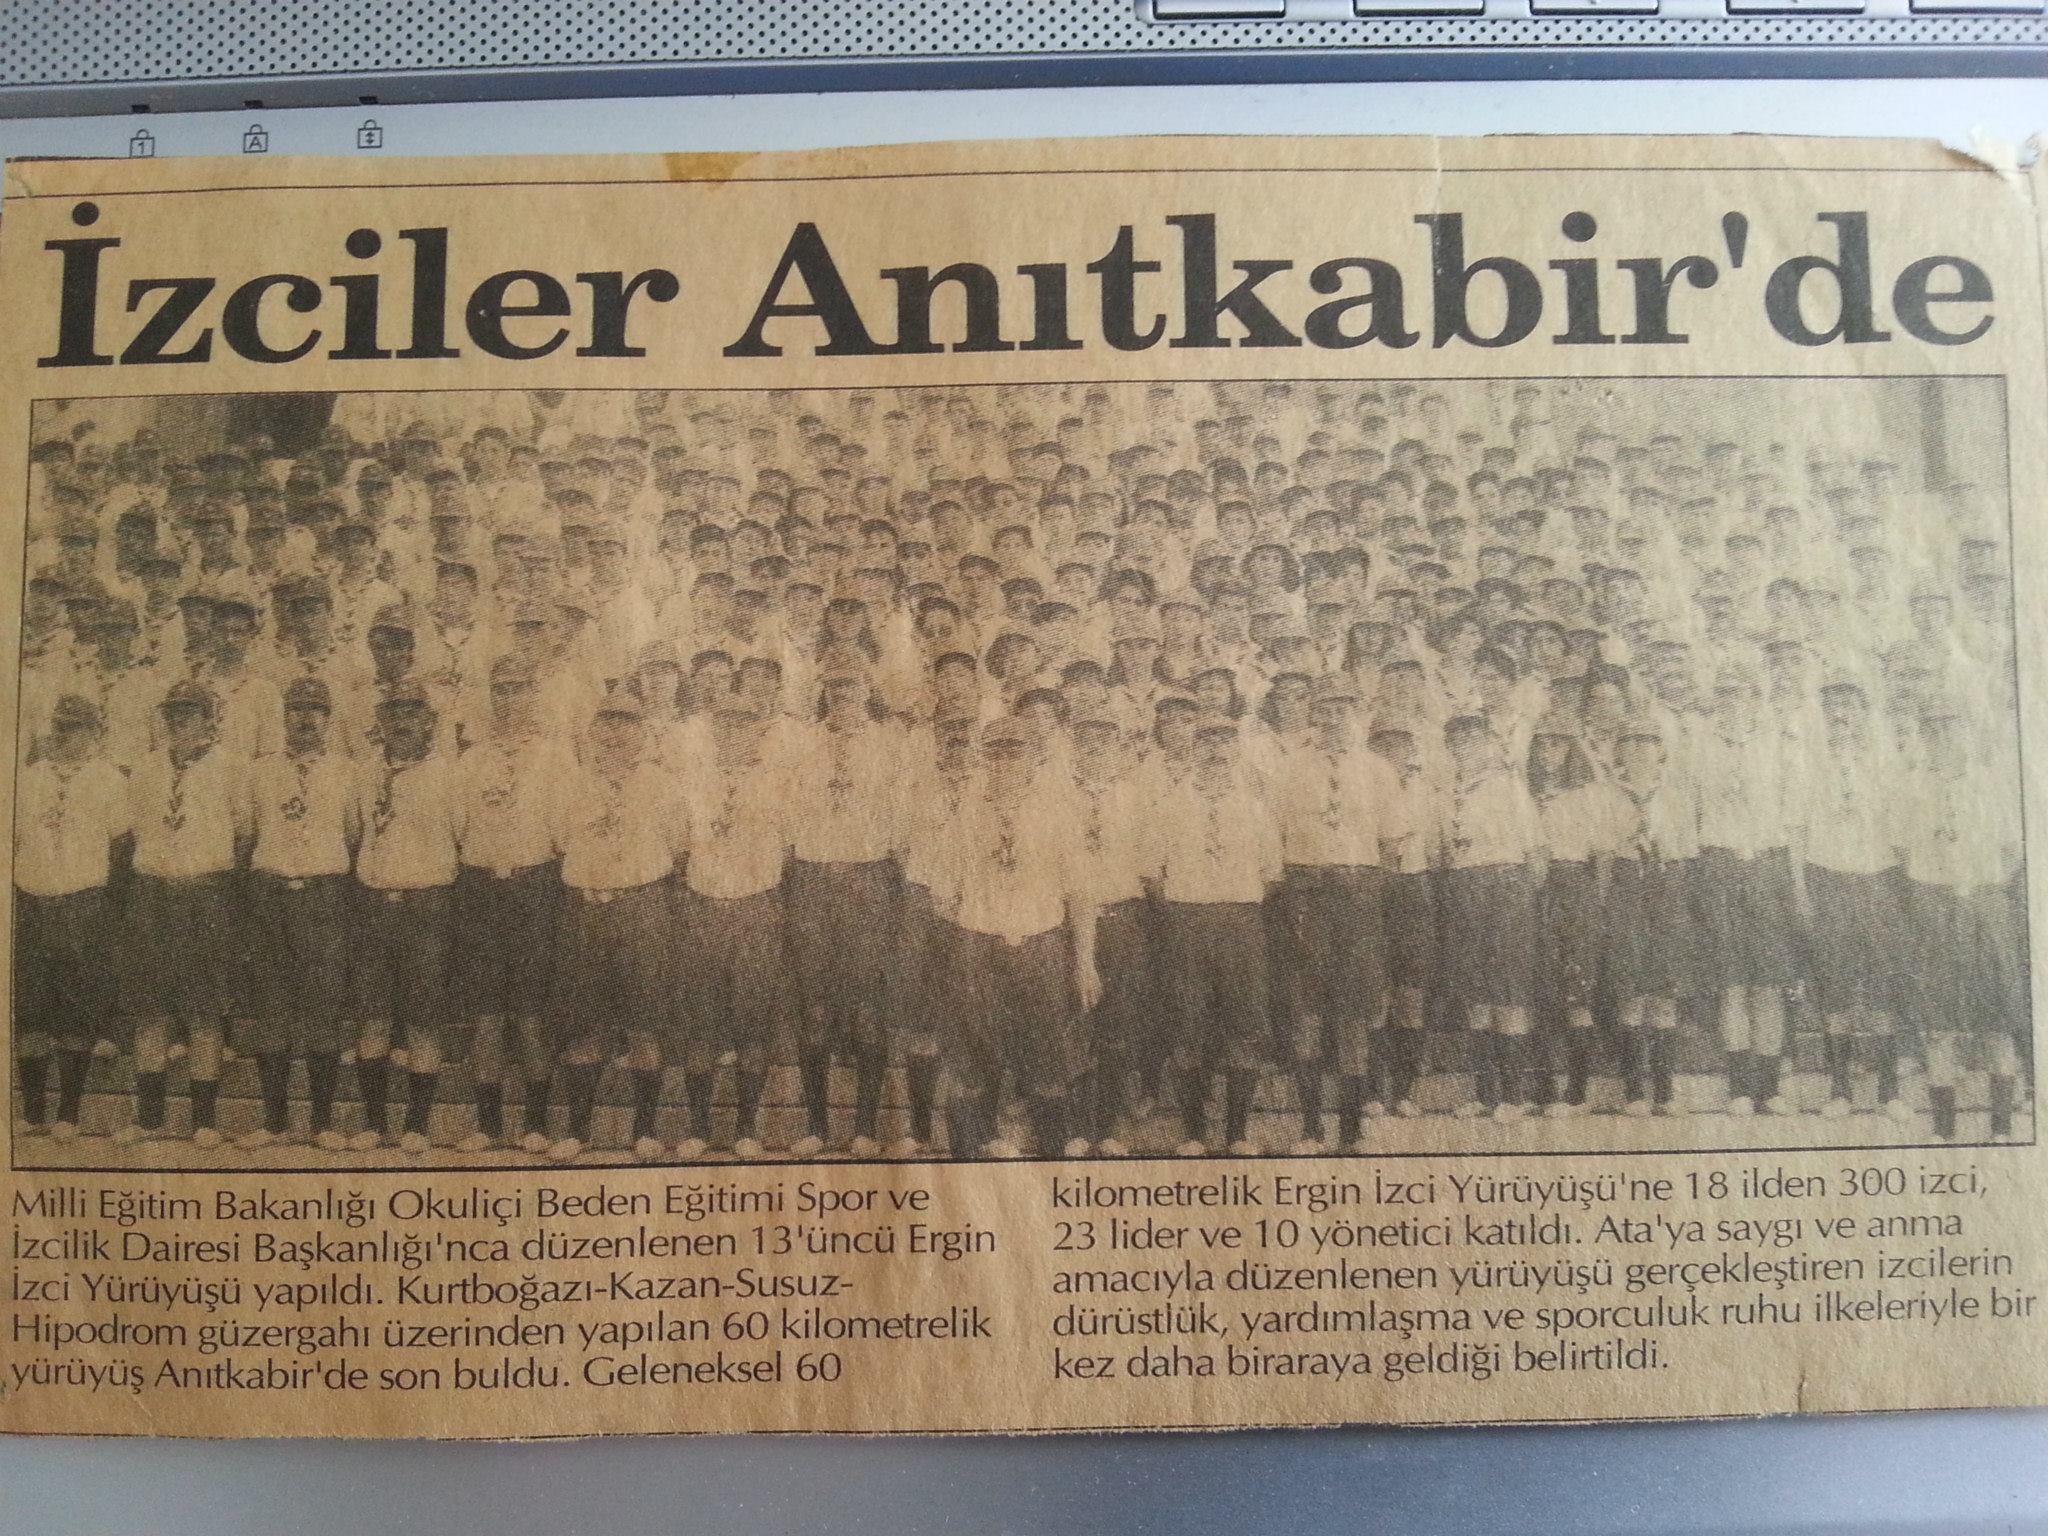 1
A
İzciler Anıtkabir'de
Milli Eğitim Bakanlığı Okuliçi Beden Eğitimi Spor ve
İzcilik Dairesi Başkanlığı'nca düzenlenen 13'üncü Ergin
İzci Yürüyüşü yapıldı. Kurtboğazı-Kazan-Susuz-
Hipodrom güzergahı üzerinden yapılan 60 kilometrelik
yürüyüş Anıtkabir'de son buldu. Geleneksel 60
kilometrelik Ergin İzci Yürüyüşü'ne 18 ilden 300 izci,
23 lider ve 10 yönetici katıldı. Ata'ya saygı ve anma
amacıyla düzenlenen yürüyüşü gerçekleştiren izcilerin
dürüstlük, yardımlaşma ve sporculuk ruhu ilkeleriyle bir
kez daha biraraya geldiği belirtildi.